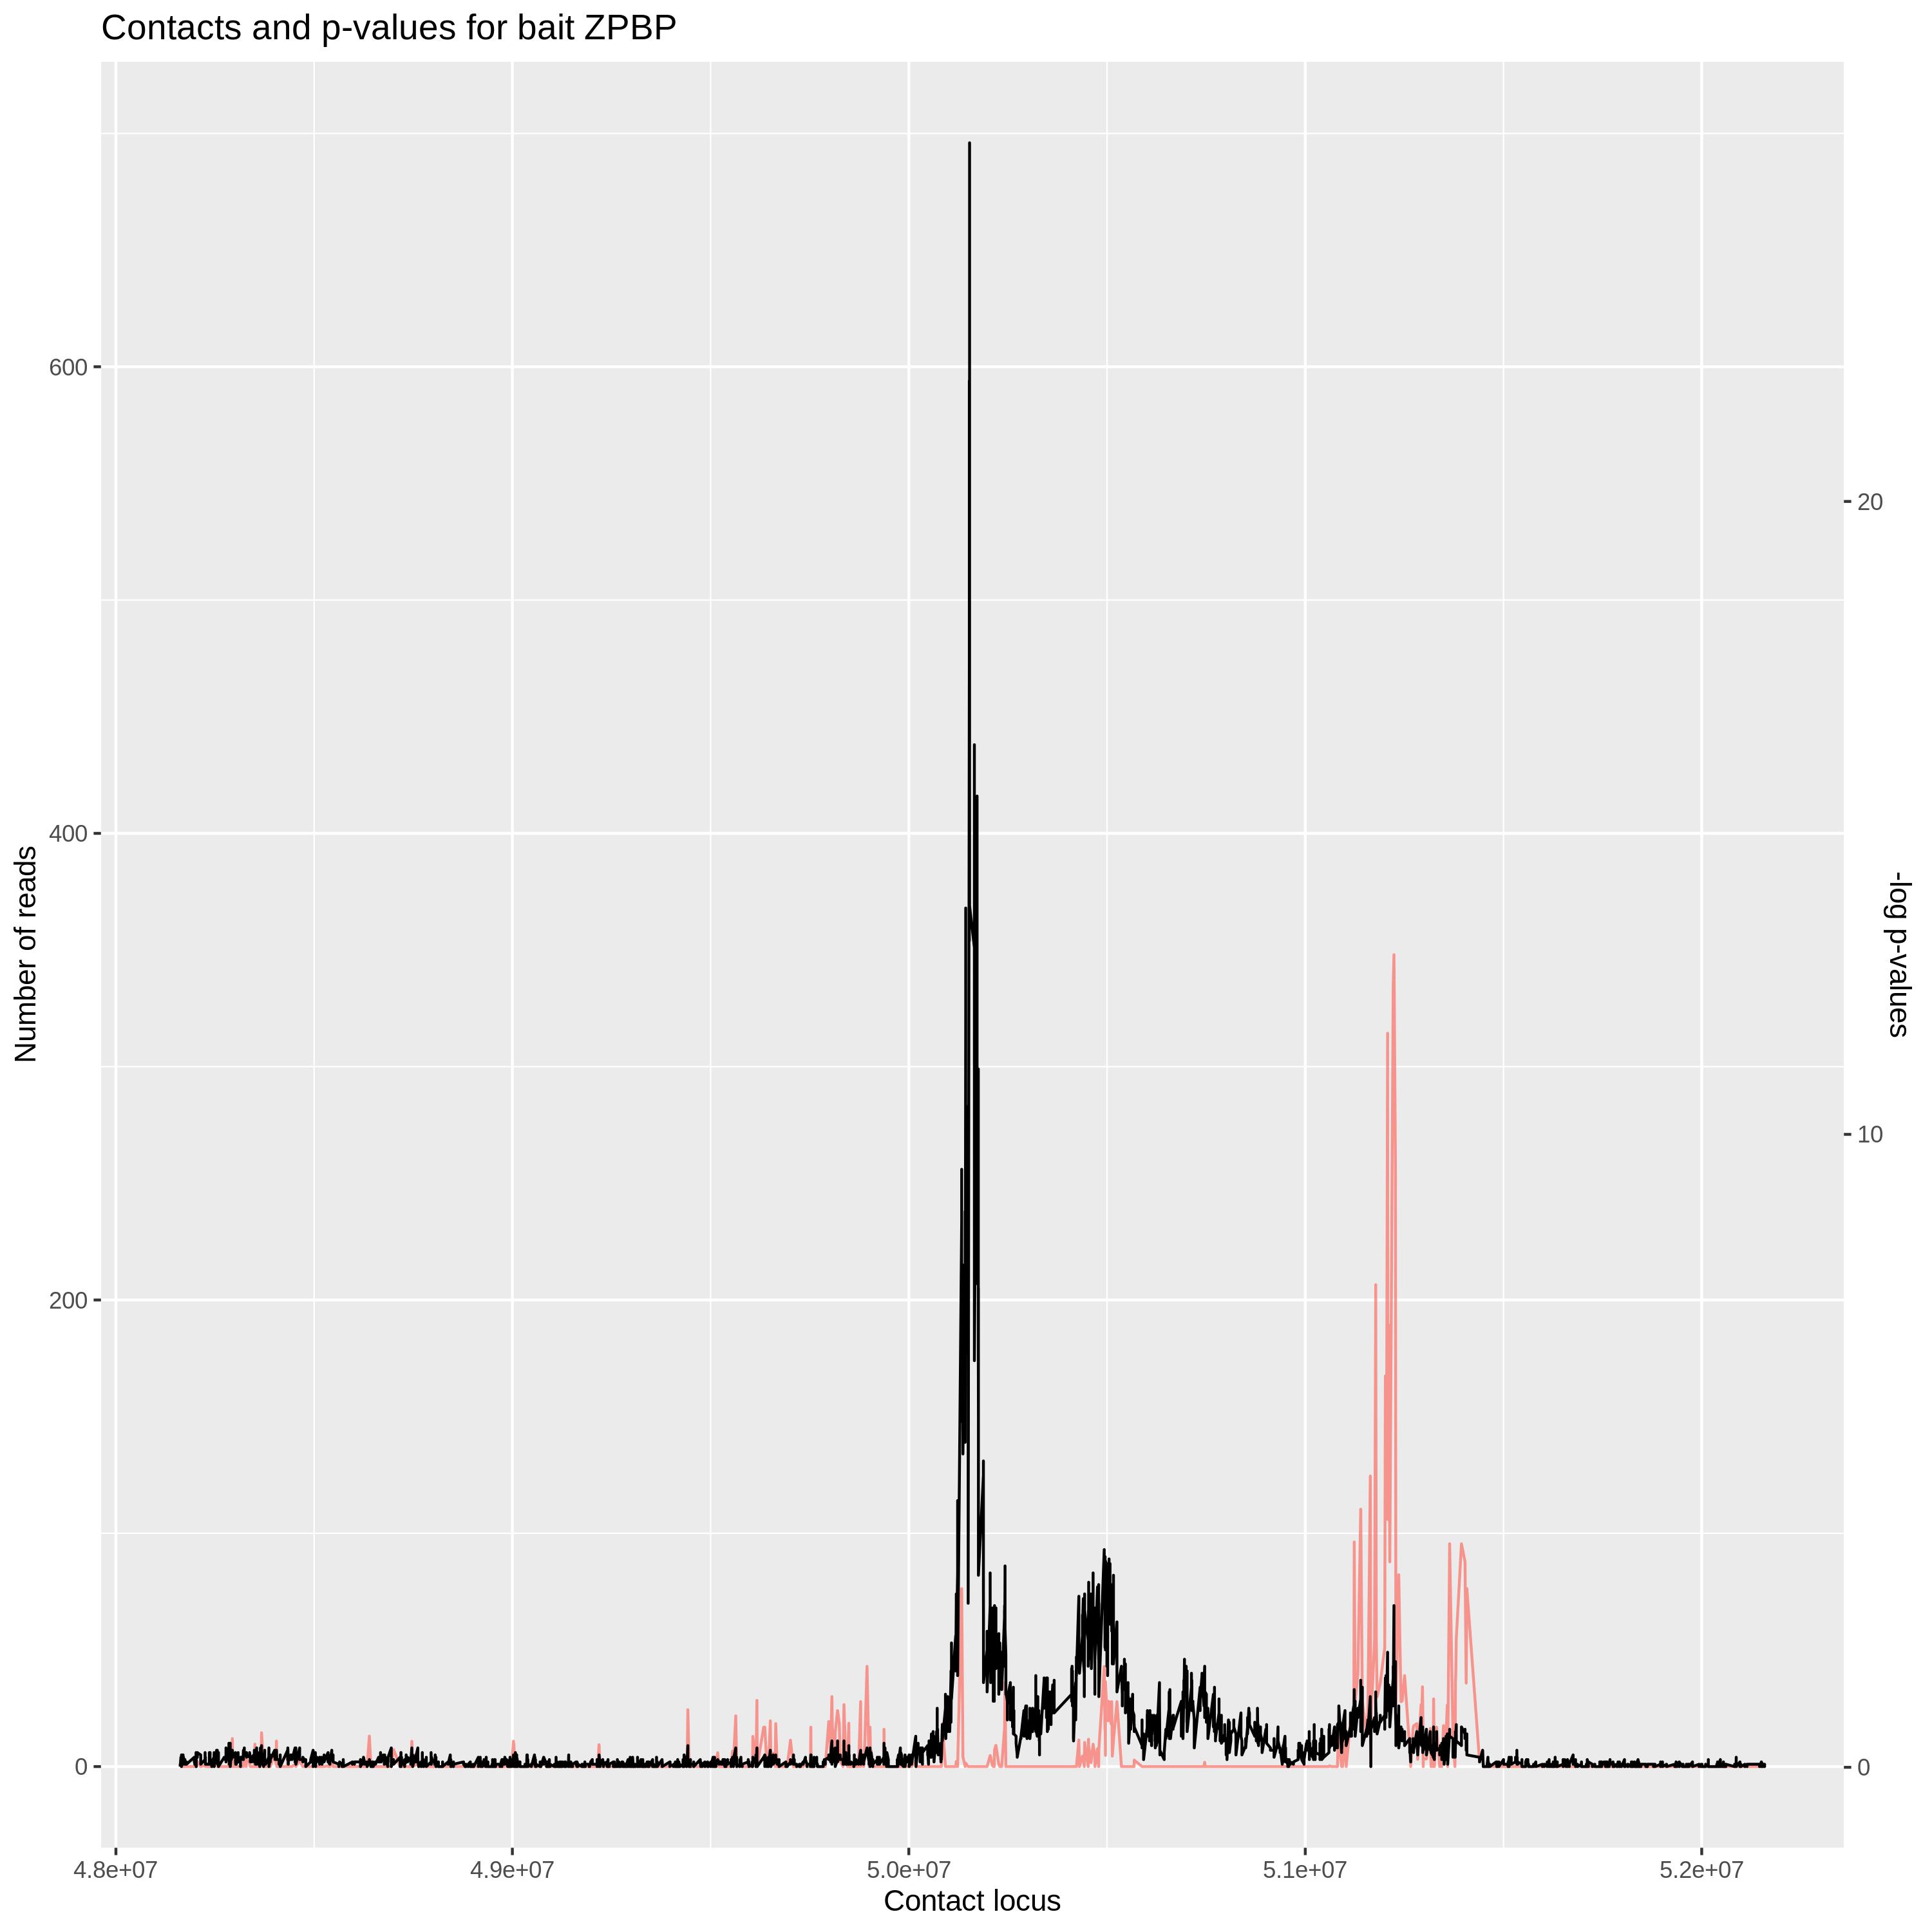 Contacts and p-values for bait ZPBP
600
400
200
0
Number of reads
20
10
0
-log p-values
4.8e+07
4.9e+07
5.0e+07
5.1e+07
5.2e+07
Contact locus